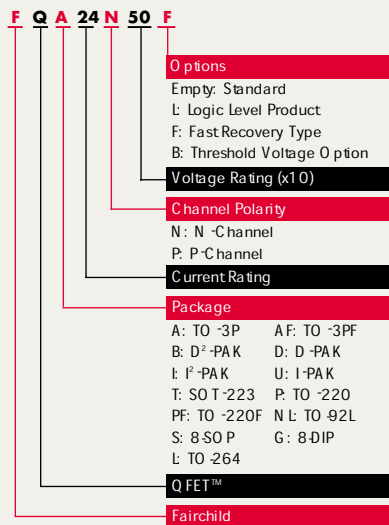 F Q A 24 N 50 F
Options
Empty: Standard
L: Logic Level Product
F: Fast Recovery Type
B: Threshold Voltage Option
Voltage Rating (x10)
Channel Polarity
N: N-Channel
P: P-Channel
Current Rating
Package
A: TO-3P AF: TO-3PF
B: D²-PAK D: D-PAK
I: I²-PAK U: I-PAK
T: SOT-223 P: TO-220
PF: TO-220F NL: TO-92L
S: 8-SOP G: 8-DIP
L: TO-264
QFET™
Fairchild